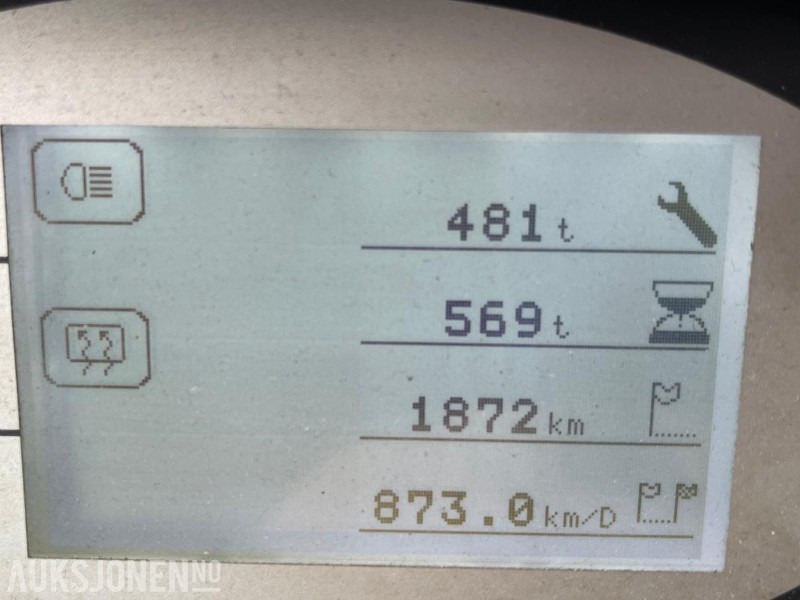 481 t
569 t
1872 km
873.0 km/D
AUKSJONEN.NO